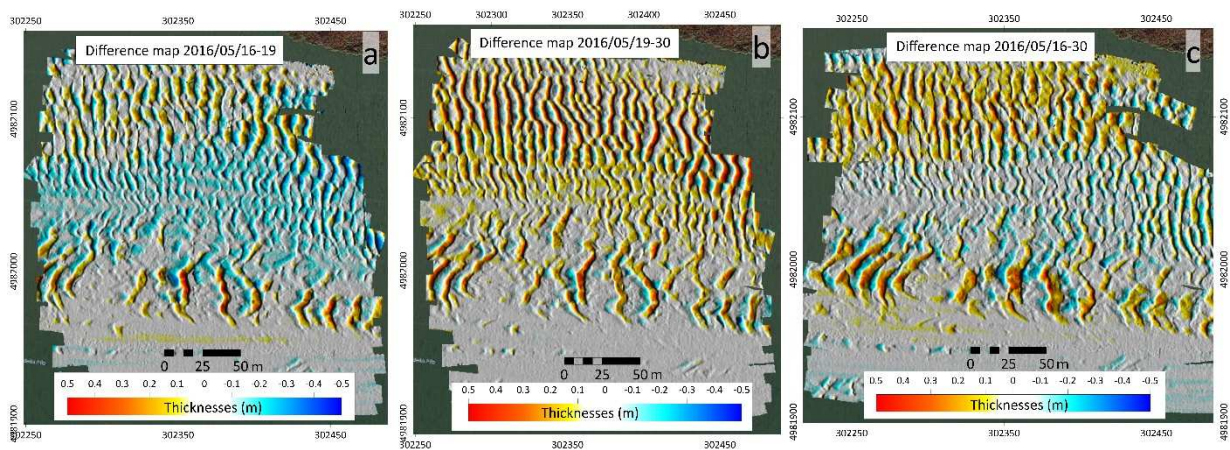 302250 302350 302450
Difference map 2016/05/16-19
a
4982100
4982000
4981900
0 25 50 m
0.5 0.4 0.3 0.2 0.1 0 -0.1 -0.2 -0.3 -0.4 -0.5
Thicknesses (m)
302250 302350 302450
302300 302400
Difference map 2016/05/19-30
b
4982100
4982000
4981900
0 25 50 m
0.5 0.4 0.3 0.2 0.1 0 -0.1 -0.2 -0.3 -0.4 -0.5
Thicknesses (m)
302350 302450
302250 302350 302450
Difference map 2016/05/16-30
c
4982100
4982000
4981900
0 25 50 m
0.5 0.4 0.3 0.2 0.1 0 -0.1 -0.2 -0.3 -0.4 -0.5
Thicknesses (m)
302250 302350 302450
4982100
4982000
4981900